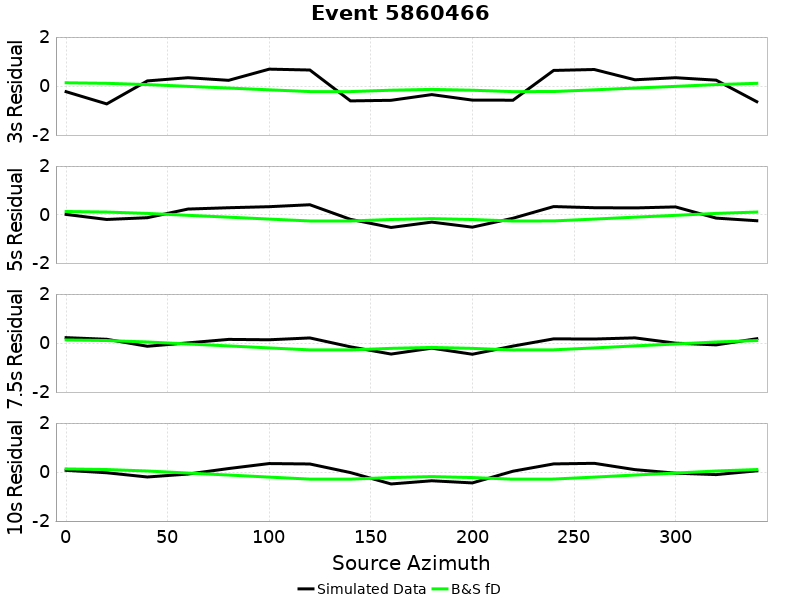 Event 5860466
3s Residual
2
0
-2
5s Residual
2
0
-2
7.5s Residual
2
0
-2
10s Residual
2
0
-2
0 50 100 150 200 250 300
Source Azimuth
Simulated Data B&S fD